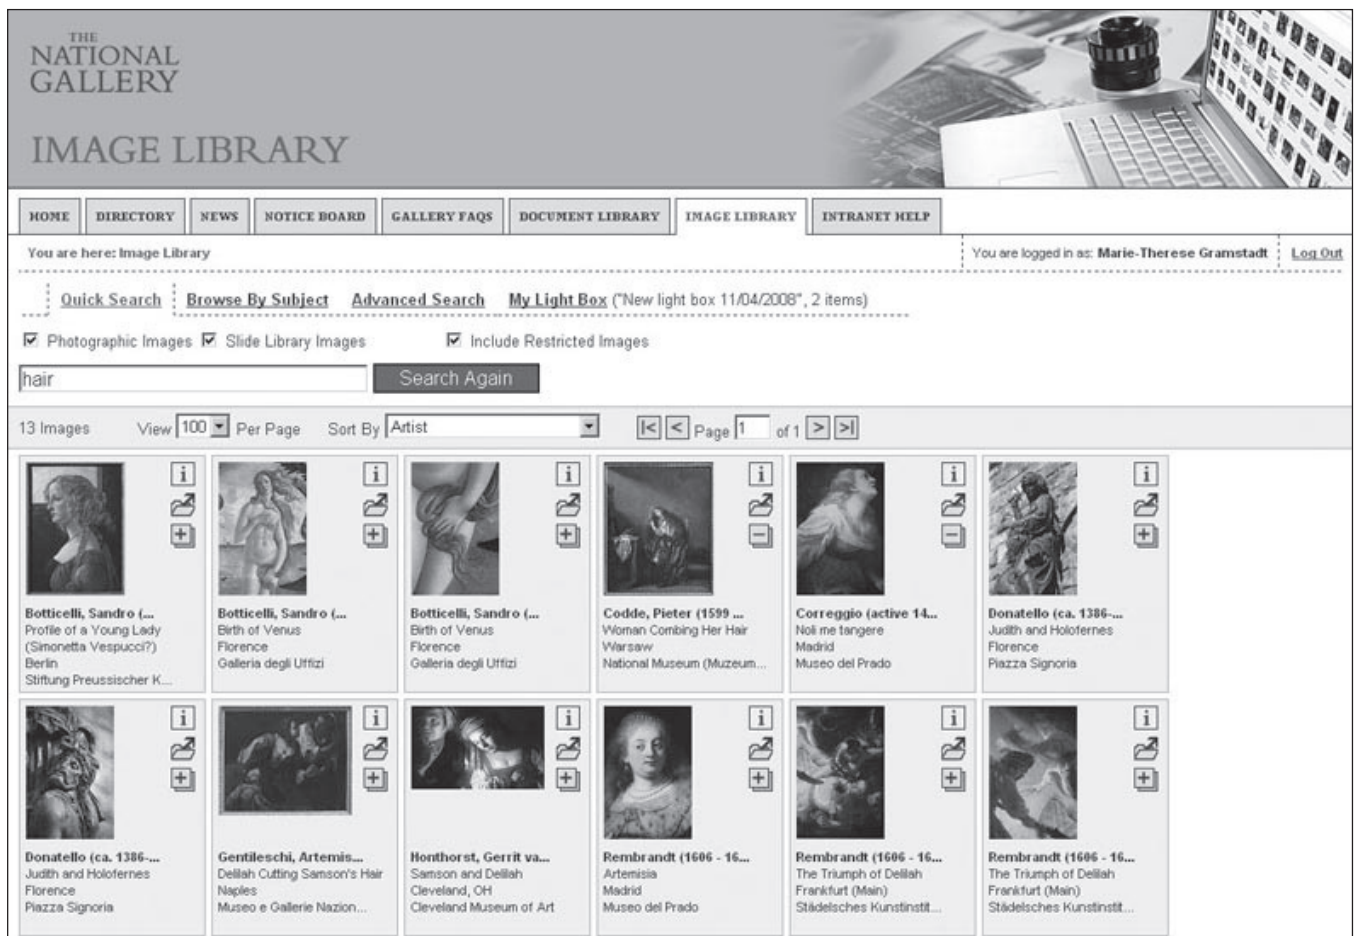 THE
NATIONAL
GALLERY
IMAGE LIBRARY
HOME DIRECTORY NEWS NOTICE BOARD GALLERY FAQS DOCUMENT LIBRARY IMAGE LIBRARY INTRANET HELP
You are here: Image Library You are logged in as: Marie-Therese Gramstadt Log Out
Quick Search Browse By Subject Advanced Search My Light Box ("New light box 11/04/2008", 2 items)
Photographic Images Slide Library Images Include Restricted Images
hair Search Again
13 Images View 100 Per Page Sort By Artist |< < Page 1 of 1 > >|
Botticelli, Sandro (...
Profile of a Young Lady
(Simonetta Vespucci?)
Berlin
Stiftung Preussischer K...
Botticelli, Sandro (...
Birth of Venus
Florence
Galleria degli Uffizi
Botticelli, Sandro (...
Birth of Venus
Florence
Galleria degli Uffizi
Codde, Pieter (1599 ...
Woman Combing Her Hair
Warsaw
National Museum (Muzeum...
Correggio (active 14...
Noli me tangere
Madrid
Museo del Prado
Donatello (ca. 1386-...
Judith and Holofernes
Florence
Piazza Signoria
Donatello (ca. 1386-...
Judith and Holofernes
Florence
Piazza Signoria
Gentileschi, Artemis...
Delilah Cutting Samson's Hair
Naples
Museo e Gallerie Nazion...
Honthorst, Gerrit va...
Samson and Delilah
Cleveland, OH
Cleveland Museum of Art
Rembrandt (1606 - 16...
Artemisia
Madrid
Museo del Prado
Rembrandt (1606 - 16...
The Triumph of Delilah
Frankfurt (Main)
Städelsches Kunstinstit...
Rembrandt (1606 - 16...
The Triumph of Delilah
Frankfurt (Main)
Städelsches Kunstinstit...